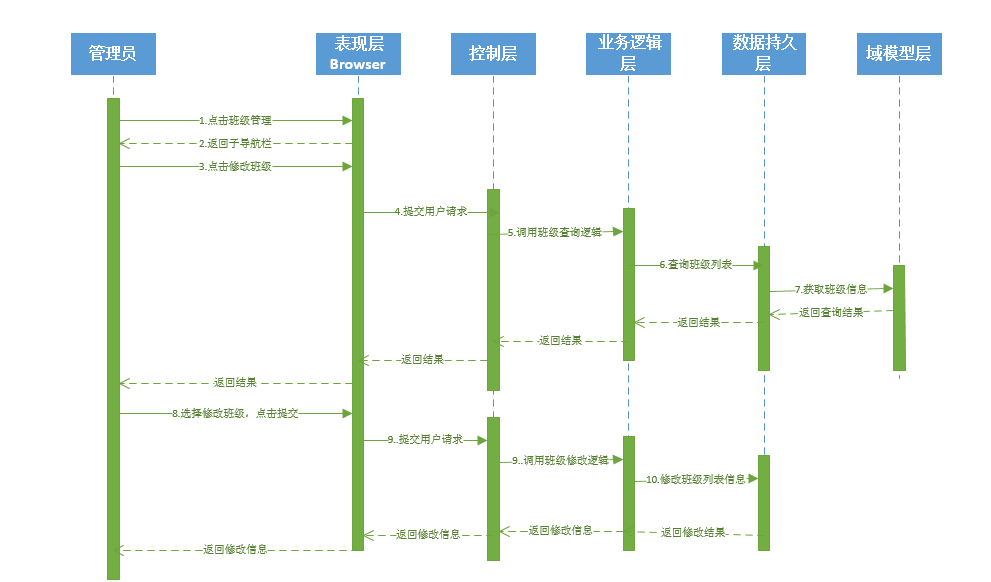 管理员
表现层
Browser
控制层
业务逻辑
层
数据持久
层
域模型层
1.点击班级管理
2.返回子导航栏
3.点击修改班级
4.提交用户请求
5.调用班级查询逻辑
6.查询班级列表
7.获取班级信息
返回查询结果
返回结果
返回结果
返回结果
返回结果
8.选择修改班级，点击提交
9..提交用户请求
9..调用班级修改逻辑
10.修改班级列表信息
返回修改结果
返回修改信息
返回修改信息
返回修改信息